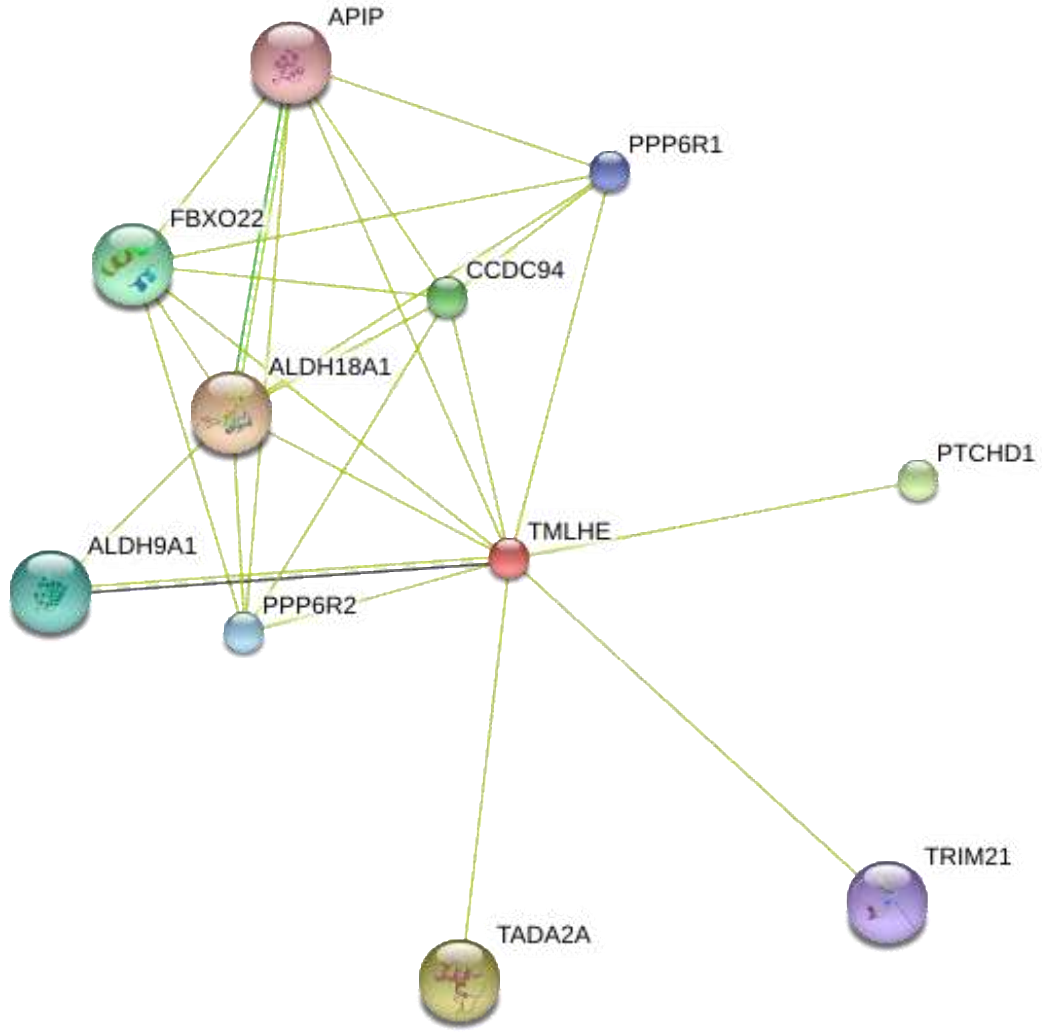 APIP
PPP6R1
FBXO22
CCDC94
ALDH18A1
PTCHD1
TMLHE
ALDH9A1
PPP6R2
TRIM21
TADA2A